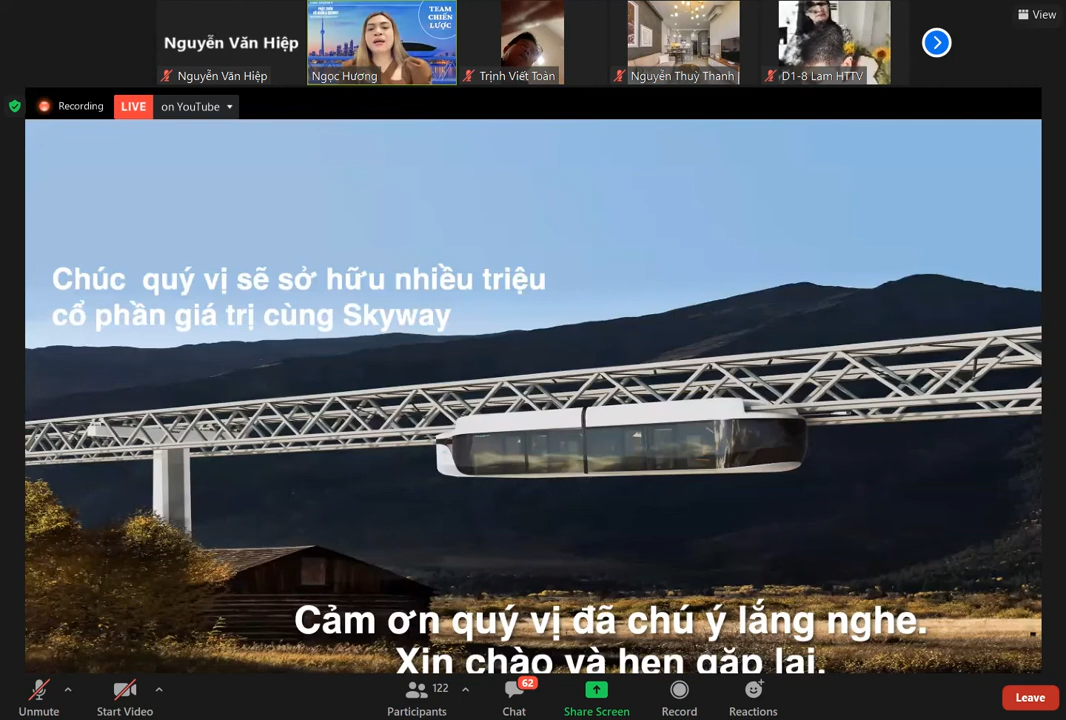 View
Nguyễn Văn Hiệp
TEAM
CHIẾN
LƯỢC
Nguyễn Văn Hiệp
Ngọc Hương
Trịnh Viết Toàn
Nguyễn Thuỳ Thanh
D1-8 Lam HTTV
Recording
LIVE
on YouTube
Chúc quý vị sẽ sở hữu nhiều triệu
cổ phần giá trị cùng Skyway
Cảm ơn quý vị đã chú ý lắng nghe.
Xin chào và hẹn gặp lại.
122
62
Unmute
Start Video
Participants
Chat
Share Screen
Record
Reactions
Leave